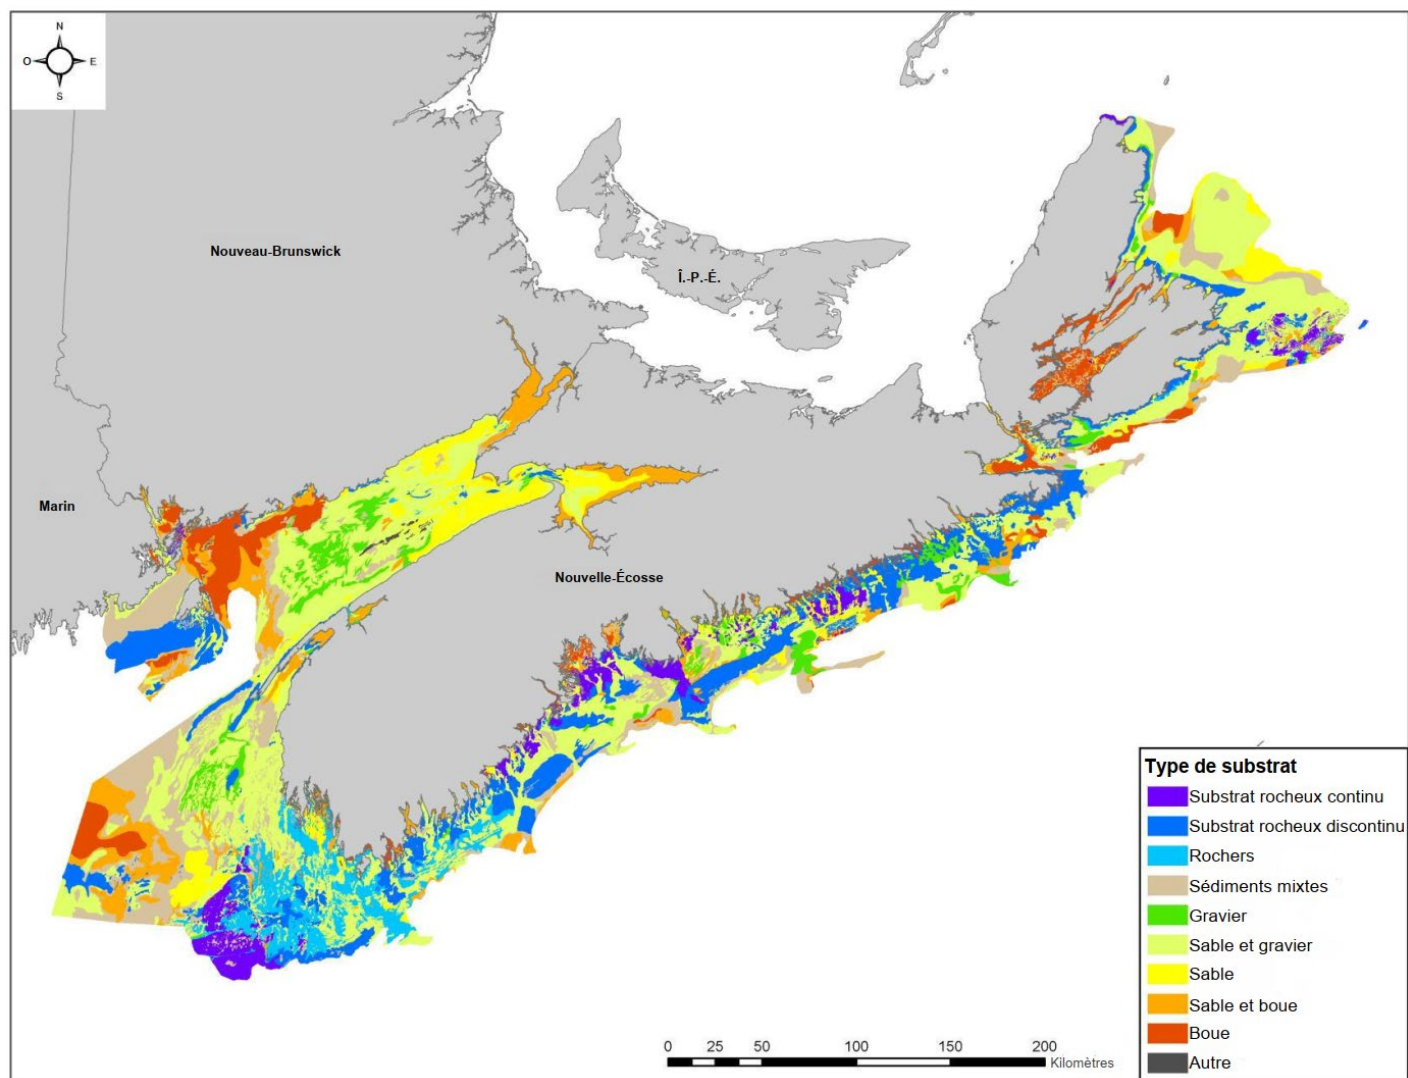 N
O E
S
Nouveau-Brunswick
Î.-P.-É.
Marin
Nouvelle-Écosse
Type de substrat
Substrat rocheux continu
Substrat rocheux discontinu
Rochers
Sédiments mixtes
Gravier
Sable et gravier
Sable
Sable et boue
Boue
Autre
0 25 50 100 150 200
Kilomètres